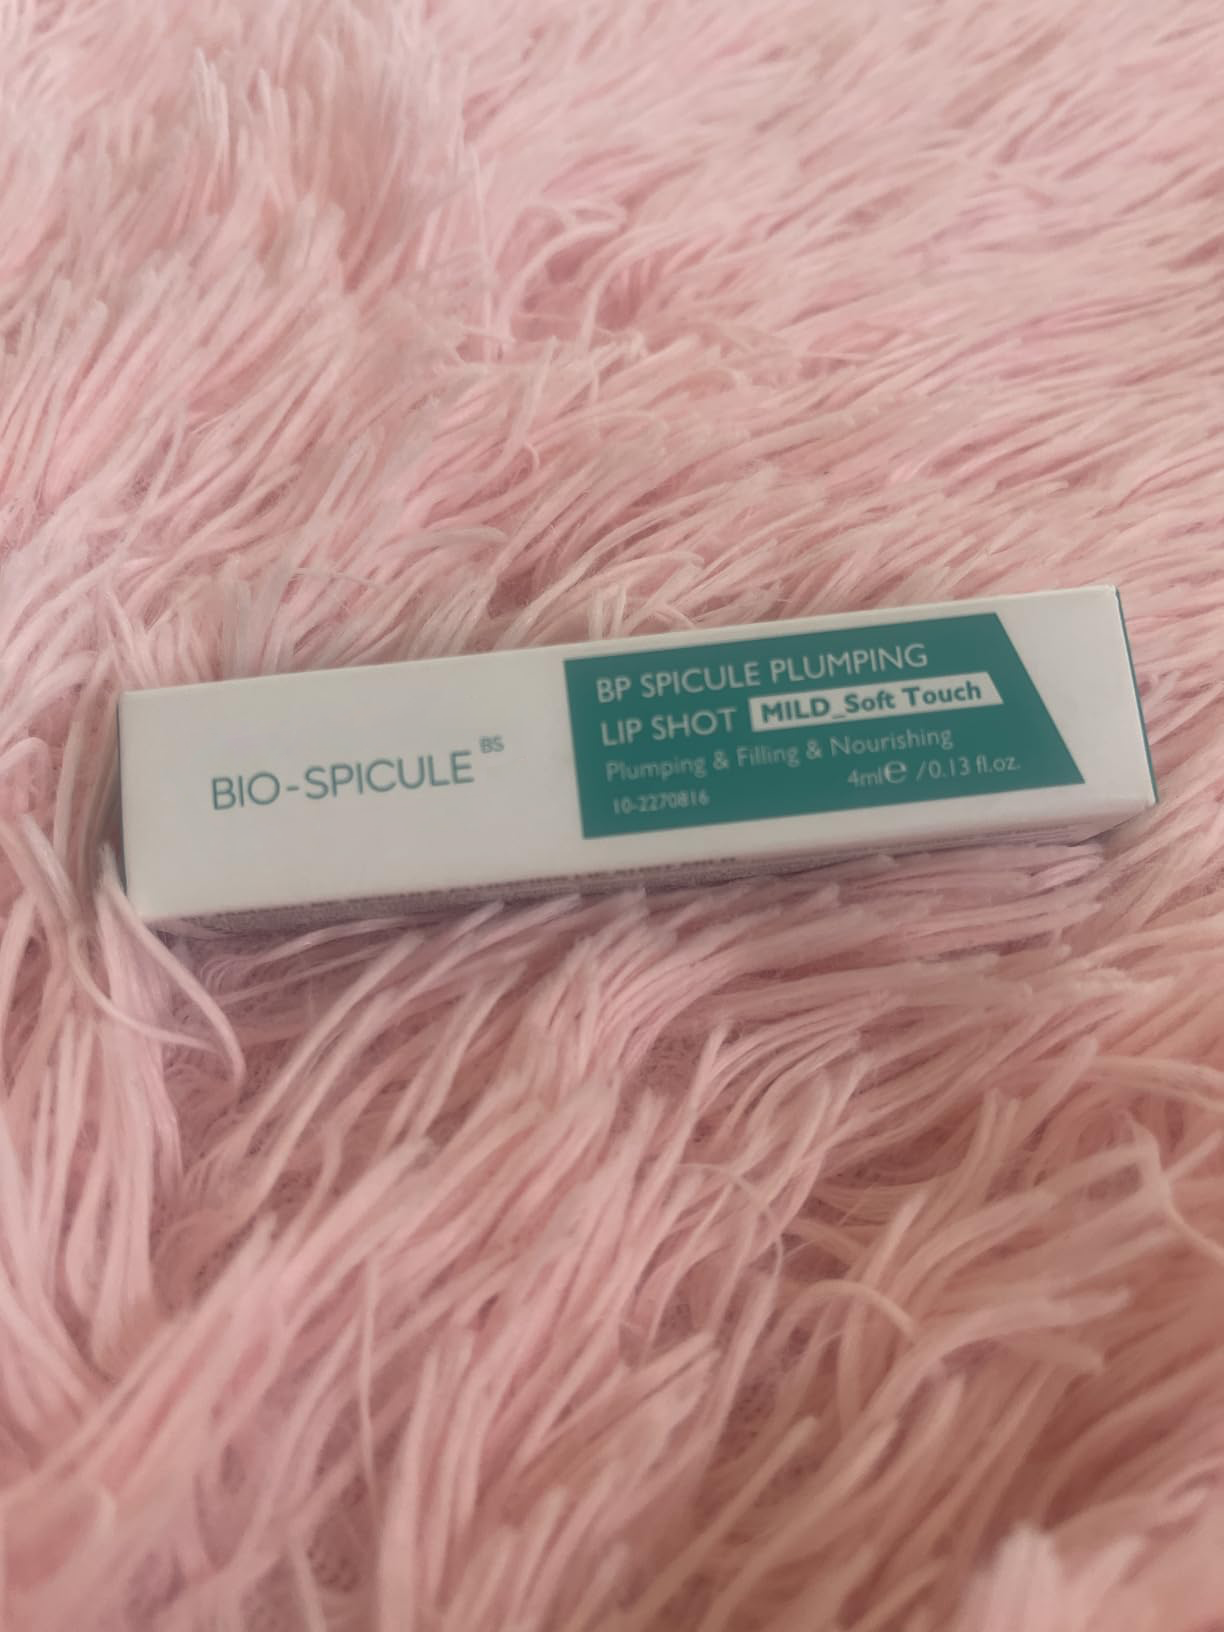 BIO-SPICULE BS
BP SPICULE PLUMPING
LIP SHOT MILD_Soft Touch
Plumping & Filling & Nourishing
4ml℮ / 0.13 fl.oz.
10-2270816